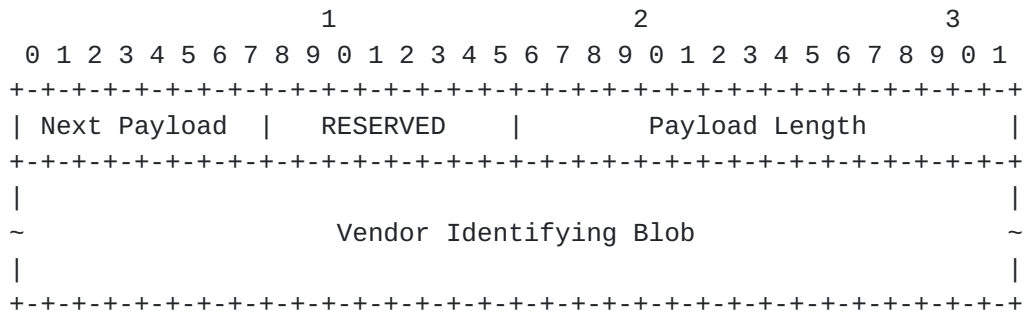 1                   2                   3
 0 1 2 3 4 5 6 7 8 9 0 1 2 3 4 5 6 7 8 9 0 1 2 3 4 5 6 7 8 9 0 1
+-+-+-+-+-+-+-+-+-+-+-+-+-+-+-+-+-+-+-+-+-+-+-+-+-+-+-+-+-+-+-+-+
| Next Payload  |   RESERVED    |        Payload Length         |
+-+-+-+-+-+-+-+-+-+-+-+-+-+-+-+-+-+-+-+-+-+-+-+-+-+-+-+-+-+-+-+-+
|                                                               |
~                    Vendor Identifying Blob                    ~
|                                                               |
+-+-+-+-+-+-+-+-+-+-+-+-+-+-+-+-+-+-+-+-+-+-+-+-+-+-+-+-+-+-+-+-+